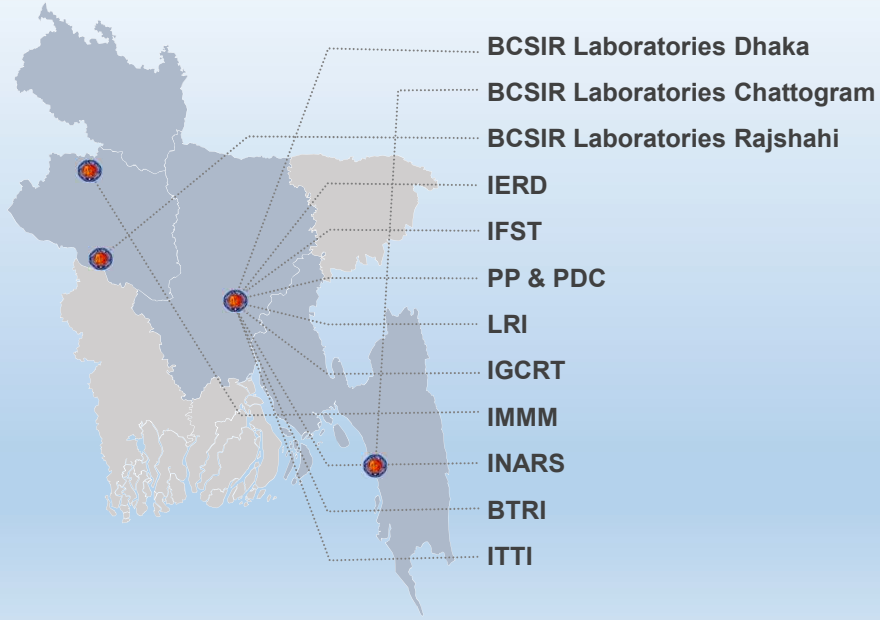 BCSIR Laboratories Dhaka
BCSIR Laboratories Chattogram
BCSIR Laboratories Rajshahi
IERD
IFST
PP & PDC
LRI
IGCRT
IMMM
INARS
BTRI
ITTI